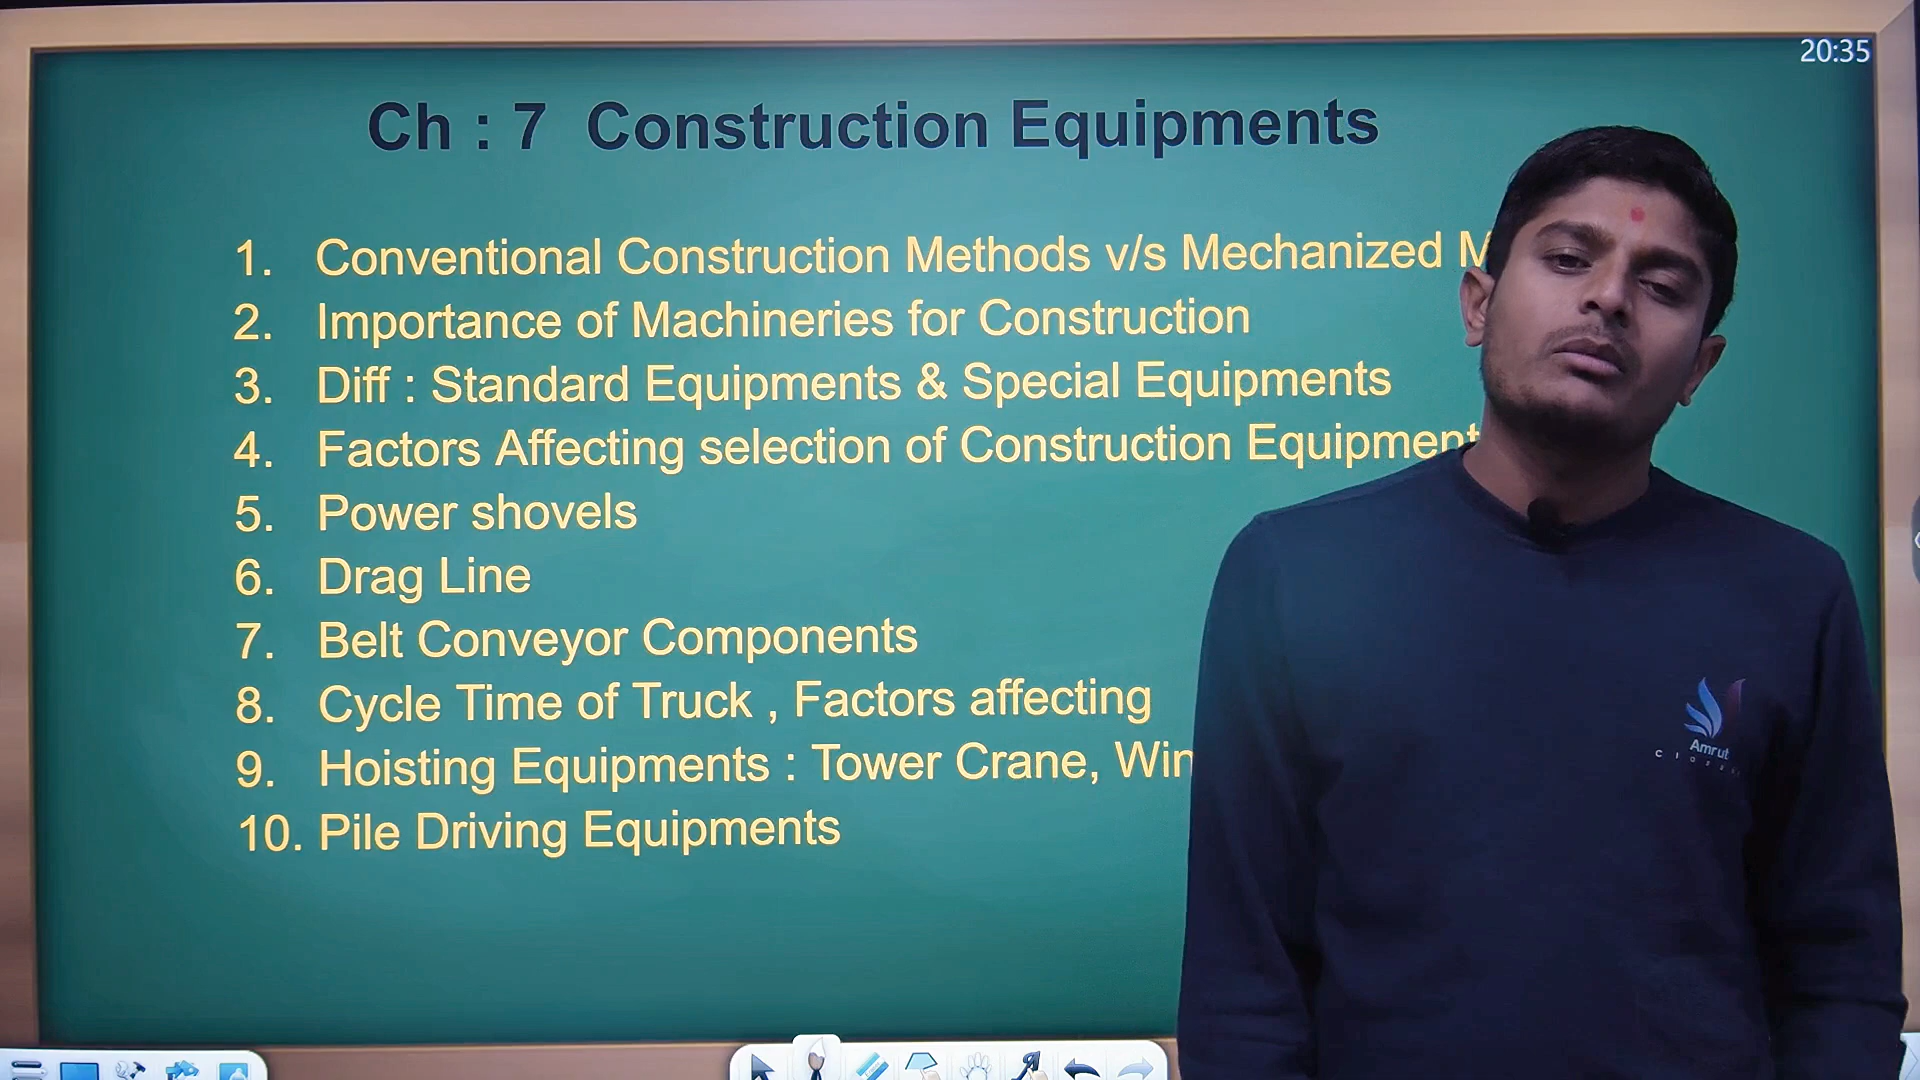 20:35
Ch : 7 Construction Equipments
1. Conventional Construction Methods v/s Mechanized
2. Importance of Machineries for Construction
3. Diff : Standard Equipments & Special Equipments
4. Factors Affecting selection of Construction Equipment
5. Power shovels
6. Drag Line
7. Belt Conveyor Components
8. Cycle Time of Truck , Factors affecting
9. Hoisting Equipments : Tower Crane,
10. Pile Driving Equipments
Amrut